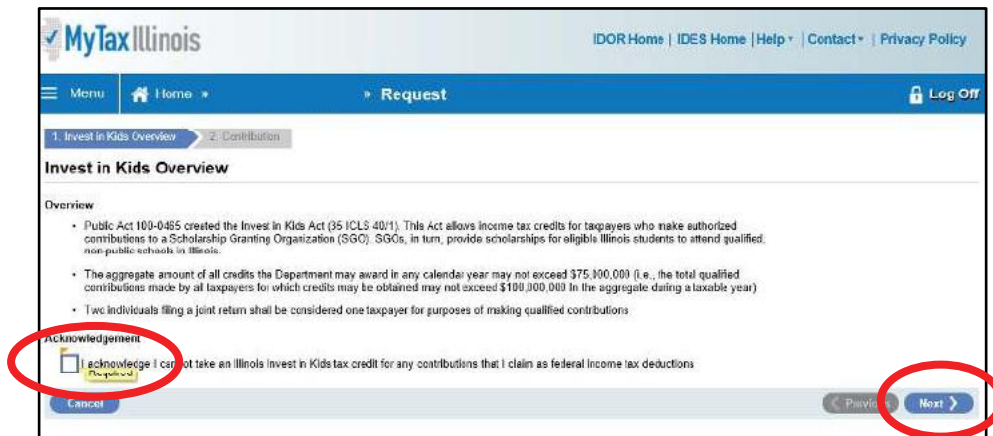 MyTax Illinois
IDOR Home | IDES Home | Help | Contact | Privacy Policy
Menu Home » » Request Log Off
1. Invest in Kids Overview 2. Contribution
Invest in Kids Overview
Overview
• Public Act 100-0465 created the Invest in Kids Act (35 ICLS 40/1). This Act allows income tax credits for taxpayers who make authorized
contributions to a Scholarship Granting Organization (SGO). SGOs, in turn, provide scholarships for eligible Illinois students to attend qualified,
non-public schools in Illinois.
• The aggregate amount of all credits the Department may award in any calendar year may not exceed $75,000,000 (i.e., the total qualified
contributions made by all taxpayers for which credits may be obtained may not exceed $100,000,000 in the aggregate during a taxable year)
• Two individuals filing a joint return shall be considered one taxpayer for purposes of making qualified contributions
Acknowledgement
I acknowledge I cannot take an Illinois Invest in Kids tax credit for any contributions that I claim as federal income tax deductions
Required
Cancel Previous Next